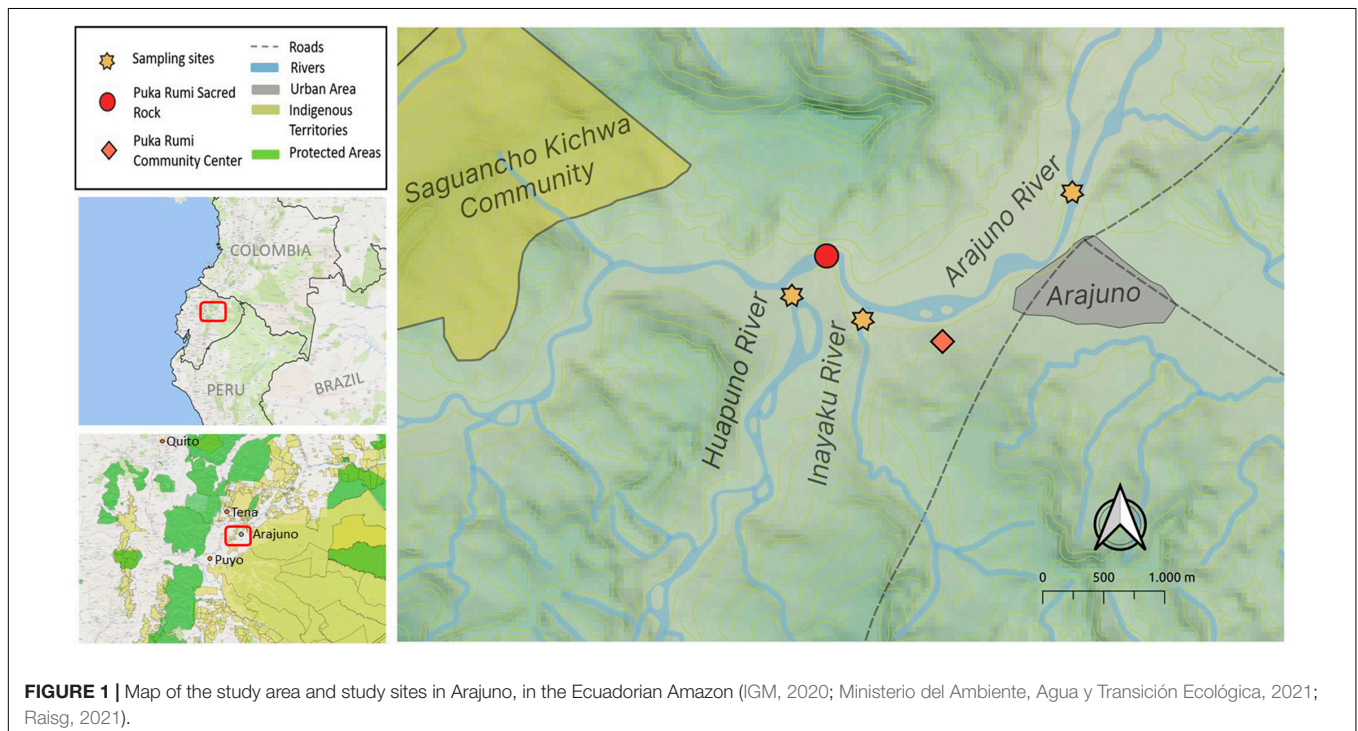 Sampling sites
Puka Rumi Sacred
Rock
Puka Rumi
Community Center
Roads
Rivers
Urban Area
Indigenous
Territories
Protected Areas
COLOMBIA
PERU
BRAZIL
Quito
Tena
Arajuno
Puyo
Saguancho Kichwa
Community
Arajuno River
Arajuno
Huapuno River
Inayaku River
0 500 1.000 m
FIGURE 1 | Map of the study area and study sites in Arajuno, in the Ecuadorian Amazon (IGM, 2020; Ministerio del Ambiente, Agua y Transición Ecológica, 2021;
Raisg, 2021).